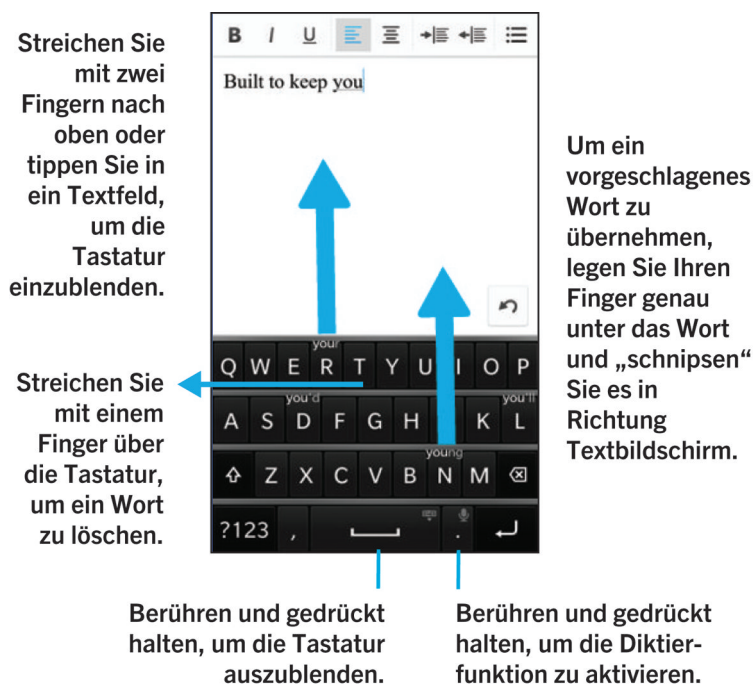 Streichen Sie
mit zwei
Fingern nach
oben oder
tippen Sie in
ein Textfeld,
um die
Tastatur
einzublenden.
B I U
Built to keep you
Um ein
vorgeschlagenes
Wort zu
übernehmen,
legen Sie Ihren
Finger genau
unter das Wort
und „schnipsen“
Sie es in
Richtung
Textbildschirm.
Streichen Sie
mit einem
Finger über
die Tastatur,
um ein Wort
zu löschen.
your
Q W E R T Y U I O P
you'd you'll
A S D F G H K L
young
Z X C V B N M
?123 , .
Berühren und gedrückt
halten, um die Tastatur
auszublenden.
Berühren und gedrückt
halten, um die Diktier-
funktion zu aktivieren.